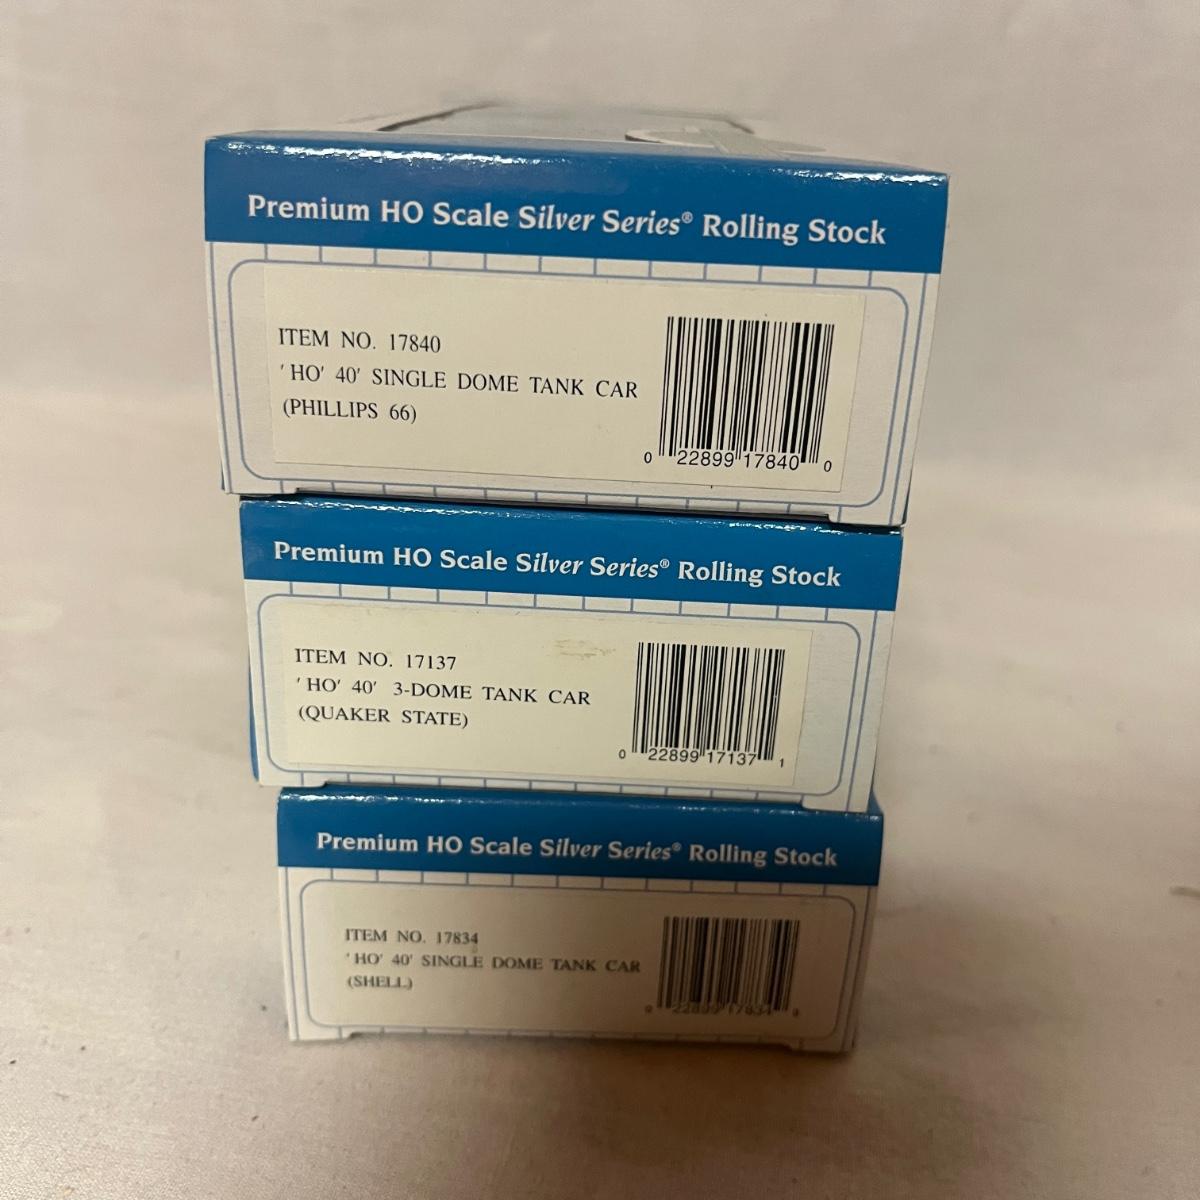 Premium HO Scale Silver Series® Rolling Stock
ITEM NO. 17840
'HO' 40' SINGLE DOME TANK CAR
(PHILLIPS 66)
0 22899 17840 0
Premium HO Scale Silver Series® Rolling Stock
ITEM NO. 17137
'HO' 40' 3-DOME TANK CAR
(QUAKER STATE)
0 22899 17137 1
Premium HO Scale Silver Series® Rolling Stock
ITEM NO. 17834
'HO' 40' SINGLE DOME TANK CAR
(SHELL)
22899 17834